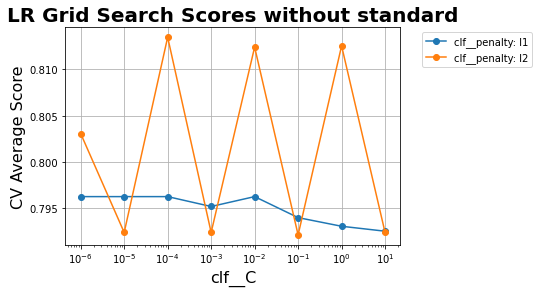 LR Grid Search Scores without standard
clf__penalty: l1
clf__penalty: l2
CV Average Score
0.810
0.805
0.800
0.795
10⁻⁶ 10⁻⁵ 10⁻⁴ 10⁻³ 10⁻² 10⁻¹ 10⁰ 10¹
clf__C